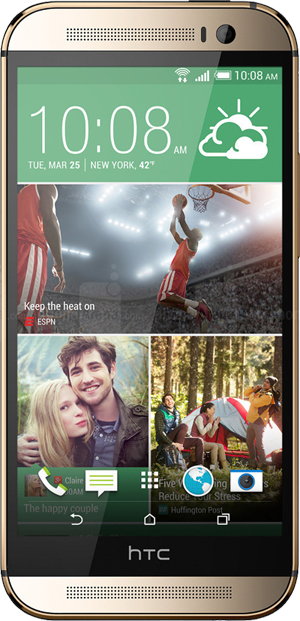 10:08 AM
10:08 AM
TUE, MAR 25 | NEW YORK, 42°F
Keep the heat on
ESPN
Claire
The happy couple
Five
Reduce Your Stress
Huffington Post
hTC